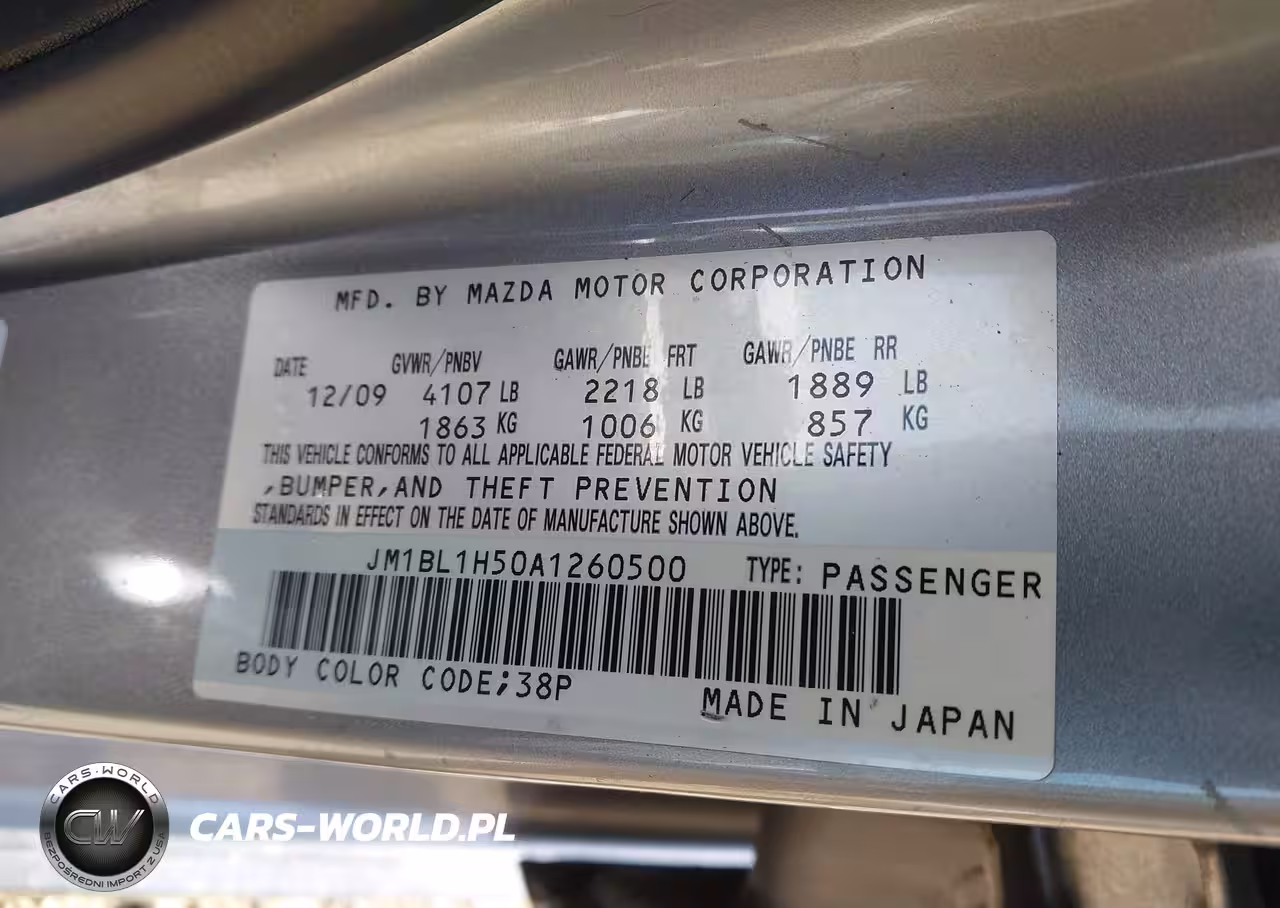 MFD. BY MAZDA MOTOR CORPORATION
DATE GVWR/PNBV GAWR/PNBE FRT GAWR/PNBE RR
12/09 4107 LB 2218 LB 1889 LB
1863 KG 1006 KG 857 KG
THIS VEHICLE CONFORMS TO ALL APPLICABLE FEDERAL MOTOR VEHICLE SAFETY
,BUMPER,AND THEFT PREVENTION
STANDARDS IN EFFECT ON THE DATE OF MANUFACTURE SHOWN ABOVE.
JM1BL1H50A1260500 TYPE: PASSENGER
BODY COLOR CODE;38P
MADE IN JAPAN
CARS-WORLD
CW
BEZPOŚREDNI IMPORT Z USA
CARS-WORLD.PL